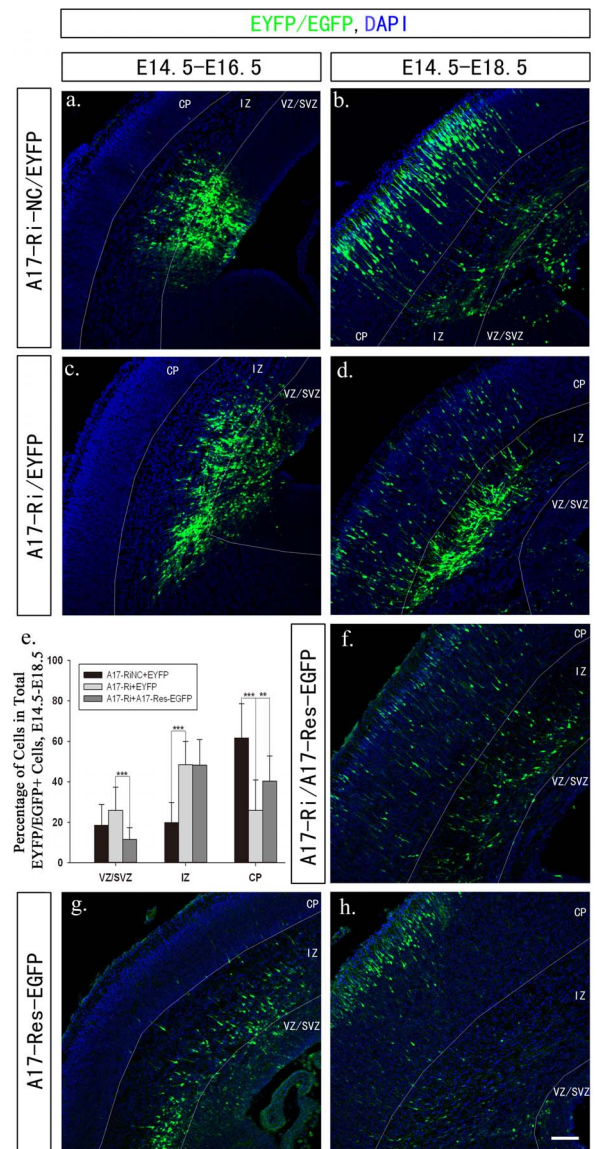 EYFP/EGFP, DAPI
E14.5-E16.5
E14.5-E18.5
A17-Ri-NC/EYFP
a.
CP
IZ
VZ/SVZ
b.
CP
IZ
VZ/SVZ
A17-Ri/EYFP
c.
CP
IZ
VZ/SVZ
d.
CP
IZ
VZ/SVZ
e.
Percentage of Cells in Total
EYFP/EGFP+ Cells, E14.5-E18.5
100
80
60
40
20
0
A17-RiNC+EYFP
A17-Ri+EYFP
A17-Ri+A17-Res-EGFP
***
***
*** **
VZ/SVZ
IZ
CP
A17-Ri/A17-Res-EGFP
f.
CP
IZ
VZ/SVZ
A17-Res-EGFP
g.
CP
IZ
VZ/SVZ
h.
CP
IZ
VZ/SVZ